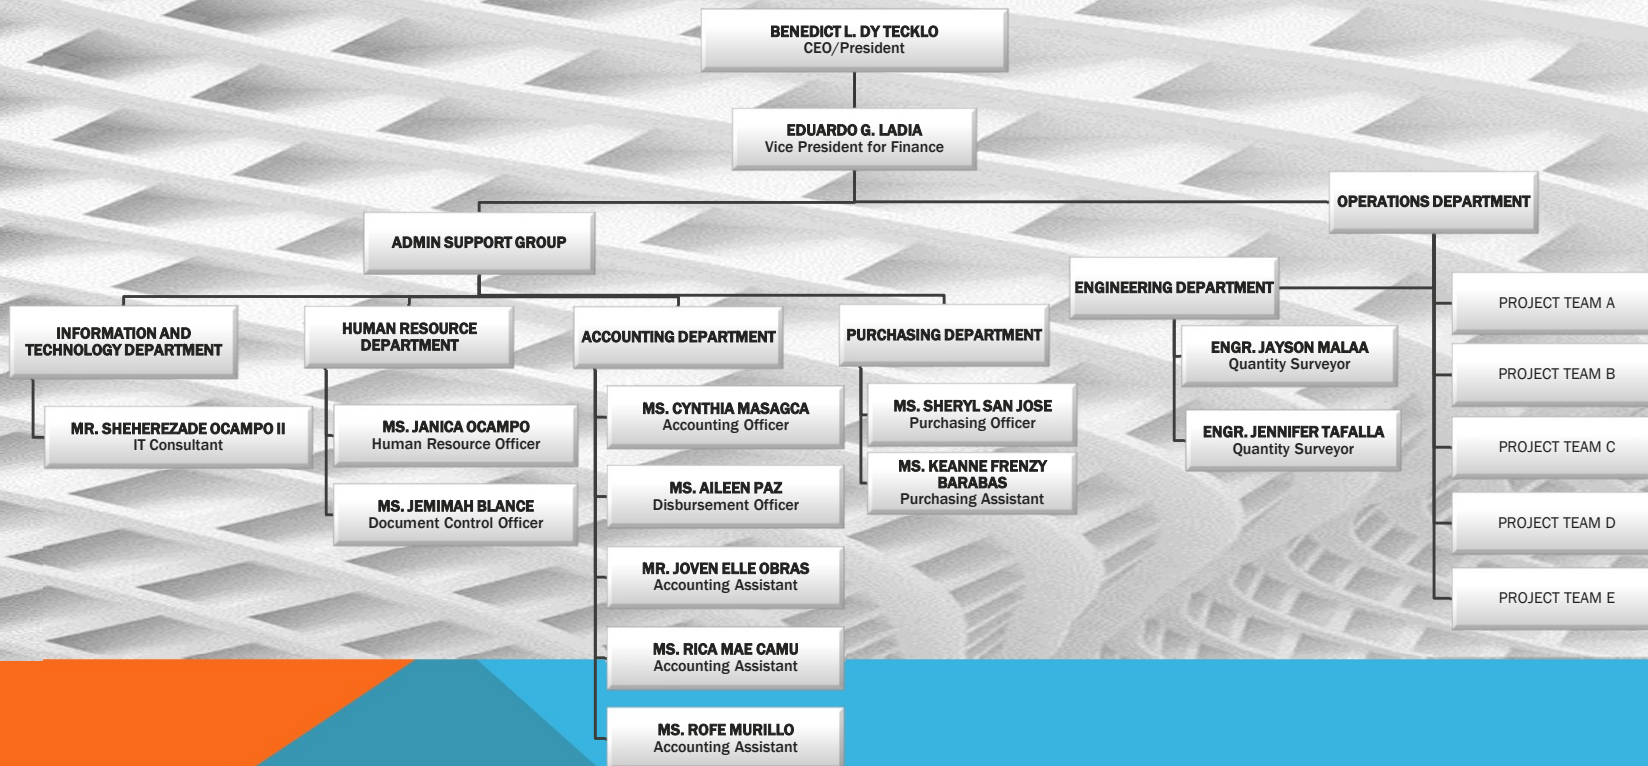 BENEDICT L. DY TECKLO
CEO/President
EDUARDO G. LADIA
Vice President for Finance
OPERATIONS DEPARTMENT
ADMIN SUPPORT GROUP
ENGINEERING DEPARTMENT
PROJECT TEAM A
PROJECT TEAM B
PROJECT TEAM C
PROJECT TEAM D
PROJECT TEAM E
ENGR. JAYSON MALAA
Quantity Surveyor
ENGR. JENNIFER TAFALLA
Quantity Surveyor
INFORMATION AND
TECHNOLOGY DEPARTMENT
MR. SHEHEREZADE OCAMPO II
IT Consultant
HUMAN RESOURCE
DEPARTMENT
MS. JANICA OCAMPO
Human Resource Officer
MS. JEMIMAH BLANCE
Document Control Officer
ACCOUNTING DEPARTMENT
MS. CYNTHIA MASAGCA
Accounting Officer
MS. AILEEN PAZ
Disbursement Officer
MR. JOVEN ELLE OBRAS
Accounting Assistant
MS. RICA MAE CAMU
Accounting Assistant
MS. ROFE MURILLO
Accounting Assistant
PURCHASING DEPARTMENT
MS. SHERYL SAN JOSE
Purchasing Officer
MS. KEANNE FRENZY
BARABAS
Purchasing Assistant